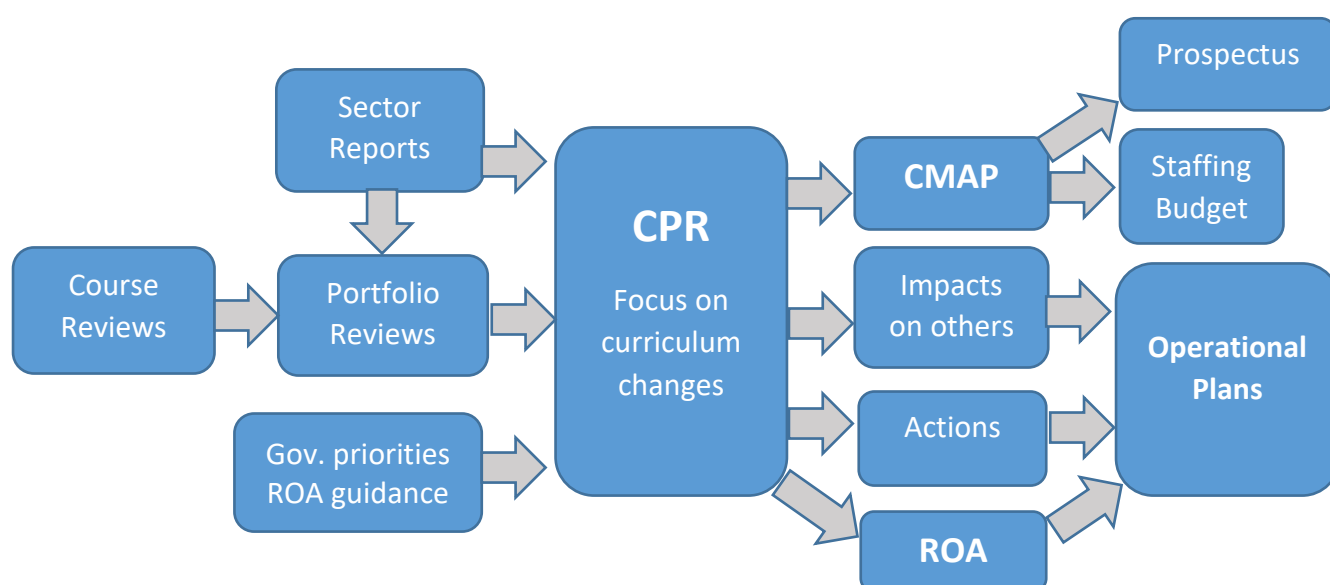 Prospectus
Sector
Reports
CPR
Focus on
curriculum
changes
CMAP
Staffing
Budget
Course
Reviews
Portfolio
Reviews
Impacts
on others
Operational
Plans
Gov. priorities
ROA guidance
Actions
ROA